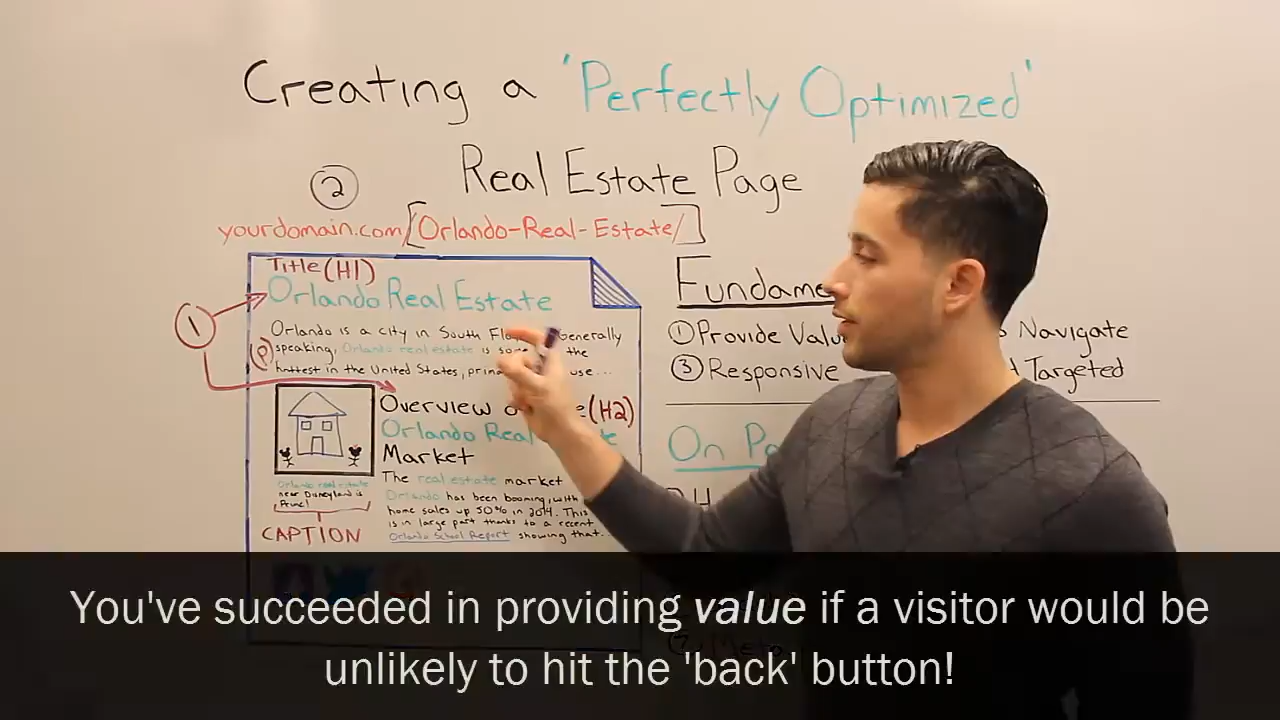 Creating a 'Perfectly Optimized'
Real Estate Page
2
yourdomain.com/[Orlando-Real-Estate/]
Title(H1)
Orlando Real Estate
1
Orlando is a city in South Generally
(P)
speaking, Orlando real estate is the
hottest in the United States, use...
Overview o (H2)
Orlando Real
Market
The real estate market
Orlando has been booming, with
home sales up 50% in 2014. This
is in large part thanks to a recent
Orlando School Report showing that..
Orlando real estate
near Disneyland is
Prime!
CAPTION
Fundame
① Provide Valu Navigate
③ Responsive Targeted
On Pa
You've succeeded in providing value if a visitor would be
unlikely to hit the 'back' button!